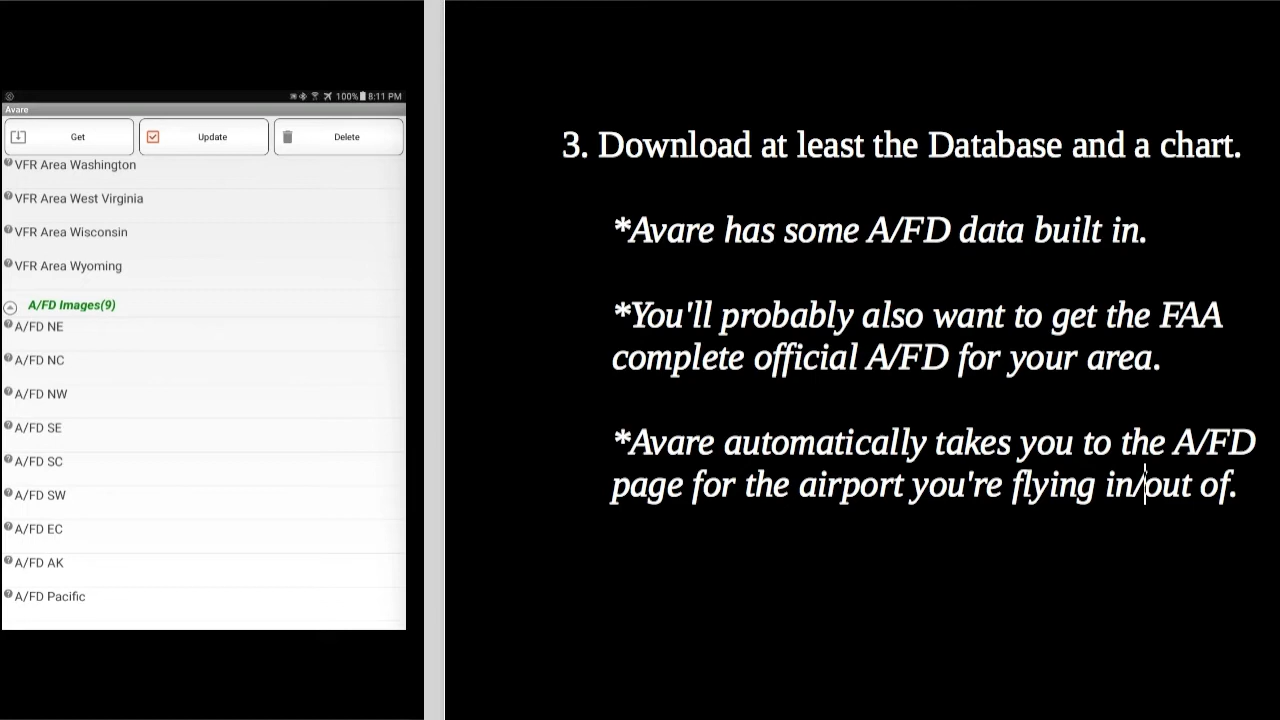 100% 8:11 PM
Avare
Get
Update
Delete
VFR Area Washington
VFR Area West Virginia
VFR Area Wisconsin
VFR Area Wyoming
A/FD Images(9)
A/FD NE
A/FD NC
A/FD NW
A/FD SE
A/FD SC
A/FD SW
A/FD EC
A/FD AK
A/FD Pacific
3. Download at least the Database and a chart.
*Avare has some A/FD data built in.
*You'll probably also want to get the FAA
complete official A/FD for your area.
*Avare automatically takes you to the A/FD
page for the airport you're flying in/out of.